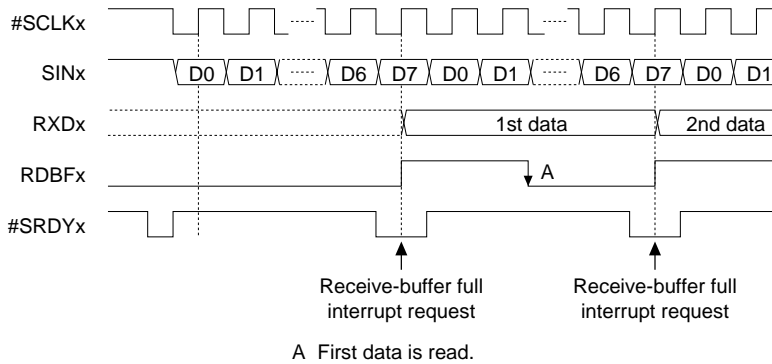 #SCLKx
SINx D0 D1 D6 D7 D0 D1 D6 D7 D0 D1
RXDx 1st data 2nd data
RDBFx A
#SRDYx
Receive-buffer full interrupt request
Receive-buffer full interrupt request
A First data is read.